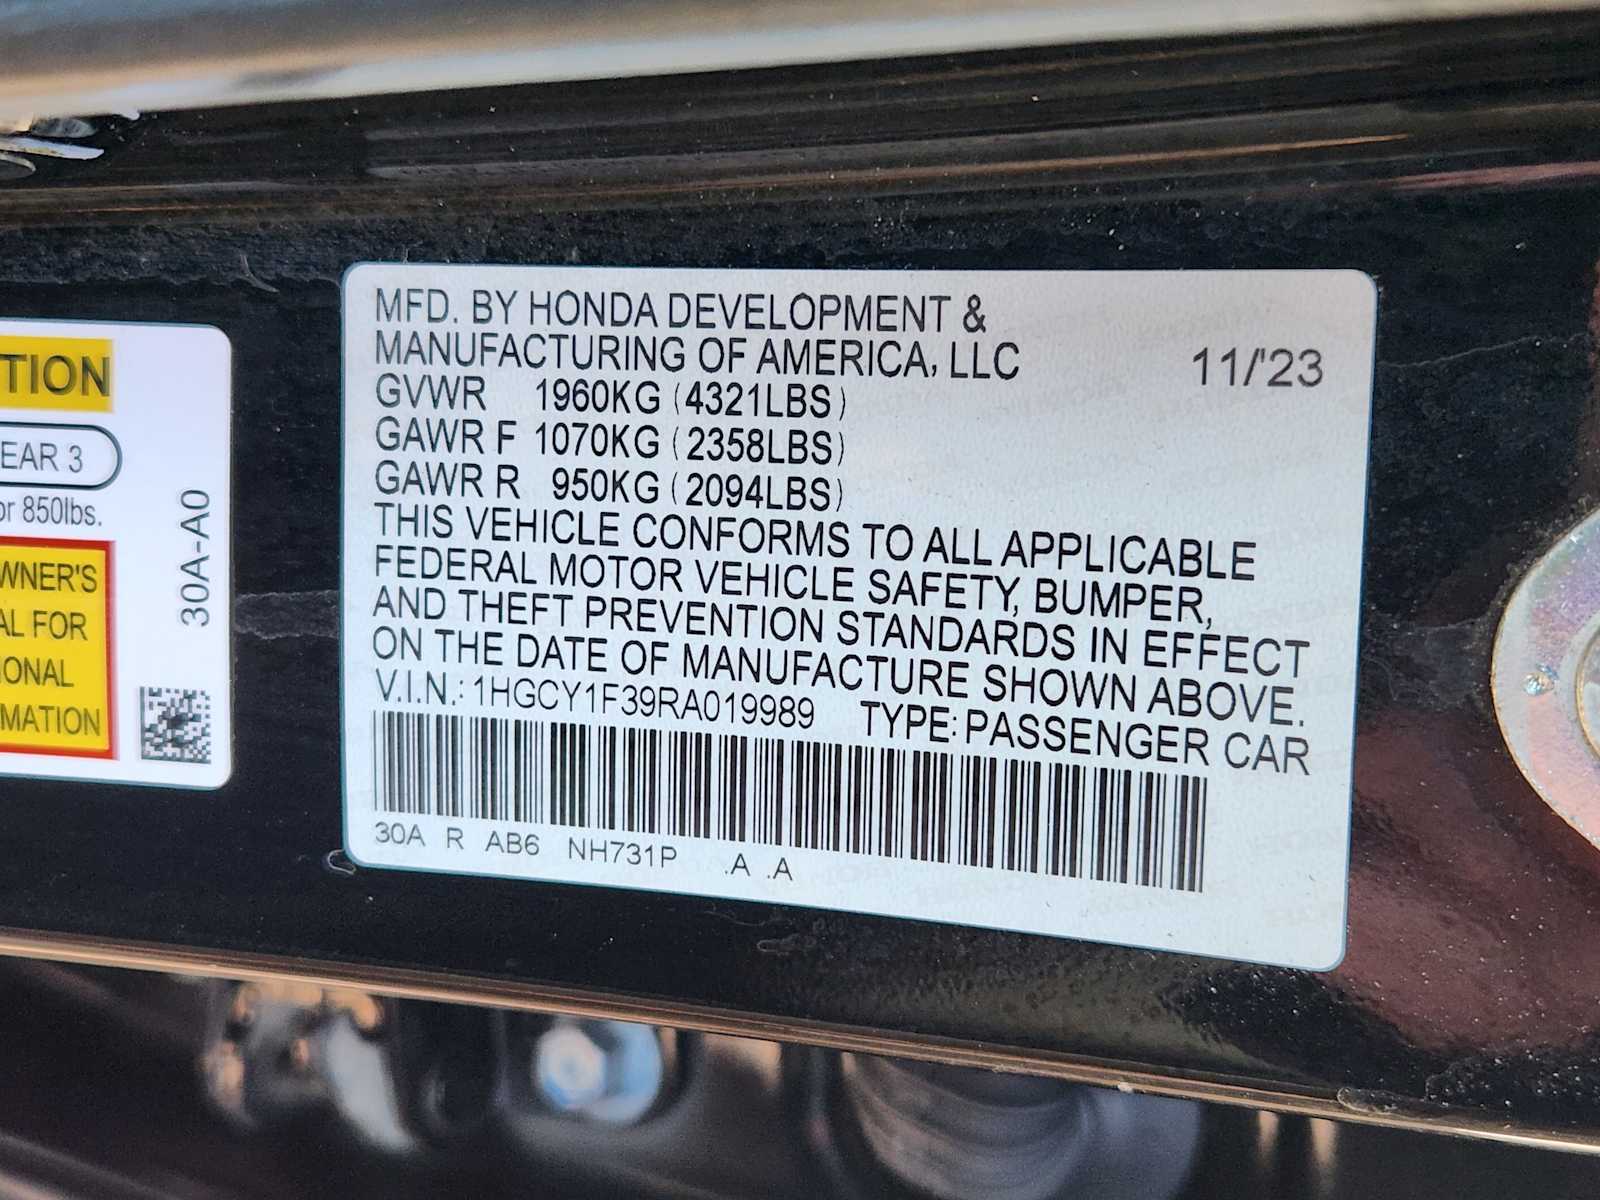 TION
EAR 3
or 850lbs.
WNER'S
AL FOR
IONAL
MATION
30A-A0
MFD. BY HONDA DEVELOPMENT &
MANUFACTURING OF AMERICA, LLC 11/'23
GVWR 1960KG (4321LBS)
GAWR F 1070KG (2358LBS)
GAWR R 950KG (2094LBS)
THIS VEHICLE CONFORMS TO ALL APPLICABLE
FEDERAL MOTOR VEHICLE SAFETY, BUMPER,
AND THEFT PREVENTION STANDARDS IN EFFECT
ON THE DATE OF MANUFACTURE SHOWN ABOVE.
V.I.N.: 1HGCY1F39RA019989 TYPE: PASSENGER CAR
30A R AB6 NH731P .A .A